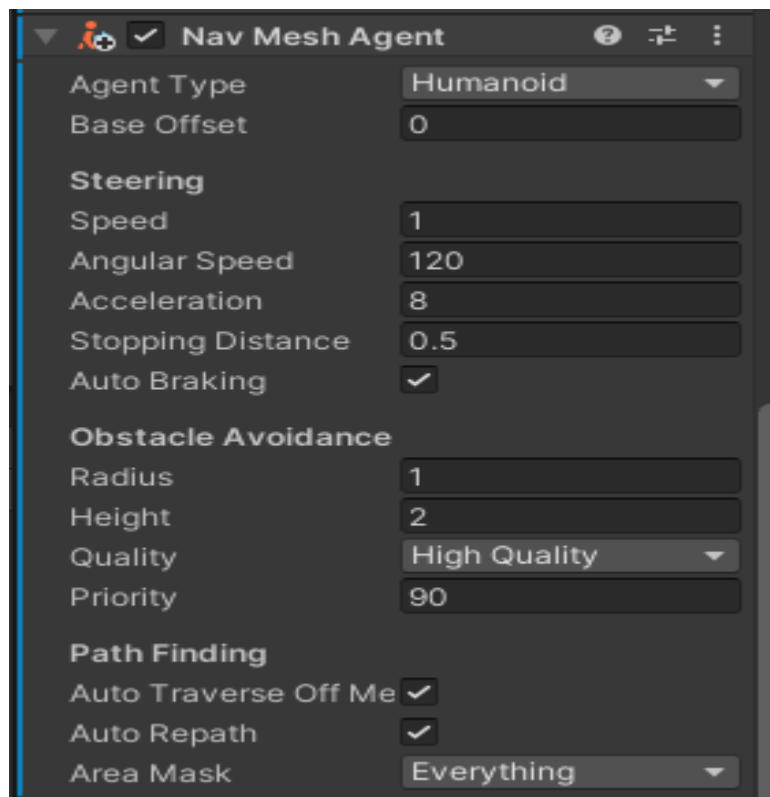 Nav Mesh Agent
Agent Type Humanoid
Base Offset 0
Steering
Speed 1
Angular Speed 120
Acceleration 8
Stopping Distance 0.5
Auto Braking
Obstacle Avoidance
Radius 1
Height 2
Quality High Quality
Priority 90
Path Finding
Auto Traverse Off Me
Auto Repath
Area Mask Everything